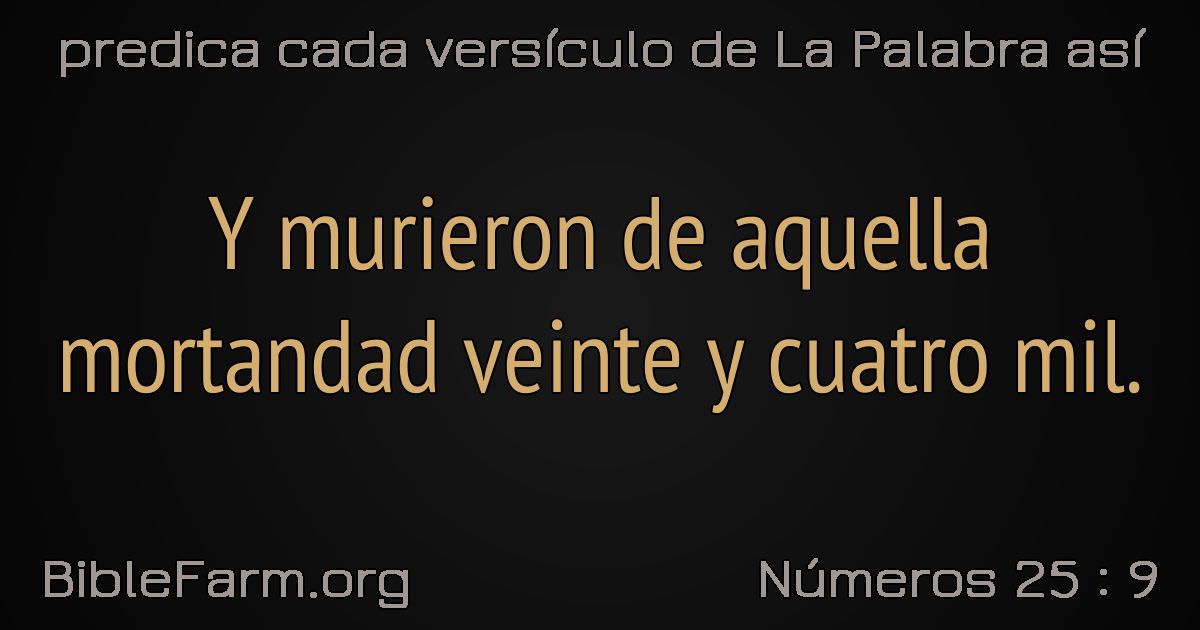 predica cada versículo de La Palabra así
Y murieron de aquella
mortandad veinte y cuatro mil.
BibleFarm.org
Números 25 : 9